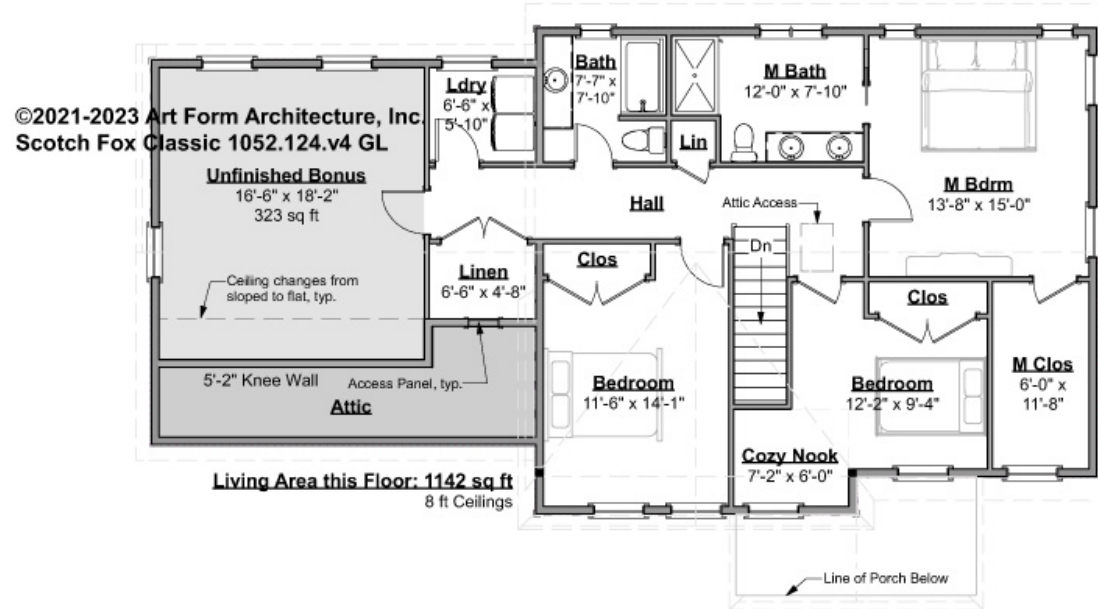 ©2021-2023 Art Form Architecture, Inc.
Scotch Fox Classic 1052.124.v4 GL
Unfinished Bonus
16'-6" x 18'-2"
323 sq ft
Ceiling changes from
sloped to flat, typ.
5'-2" Knee Wall
Access Panel, typ.
Attic
Living Area this Floor: 1142 sq ft
8 ft Ceilings
Ldry
6'-6" x
5'-10"
Linen
6'-6" x 4'-8"
Bath
7'-7" x
7'-10"
Lin
M Bath
12'-0" x 7'-10"
Hall
Attic Access
Dn
M Bdrm
13'-8" x 15'-0"
Clos
Bedroom
11'-6" x 14'-1"
Clos
Bedroom
12'-2" x 9'-4"
M Clos
6'-0" x
11'-8"
Cozy Nook
7'-2" x 6'-0"
Line of Porch Below